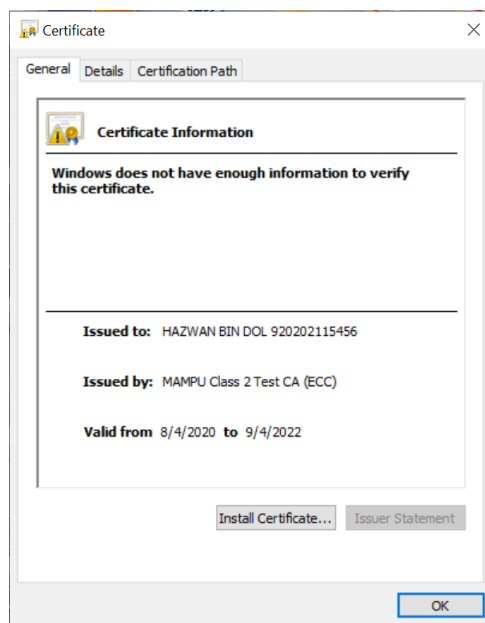 Certificate
General Details Certification Path
Certificate Information
Windows does not have enough information to verify
this certificate.
Issued to: HAZWAN BIN DOL 920202115456
Issued by: MAMPU Class 2 Test CA (ECC)
Valid from 8/4/2020 to 9/4/2022
Install Certificate... Issuer Statement
OK